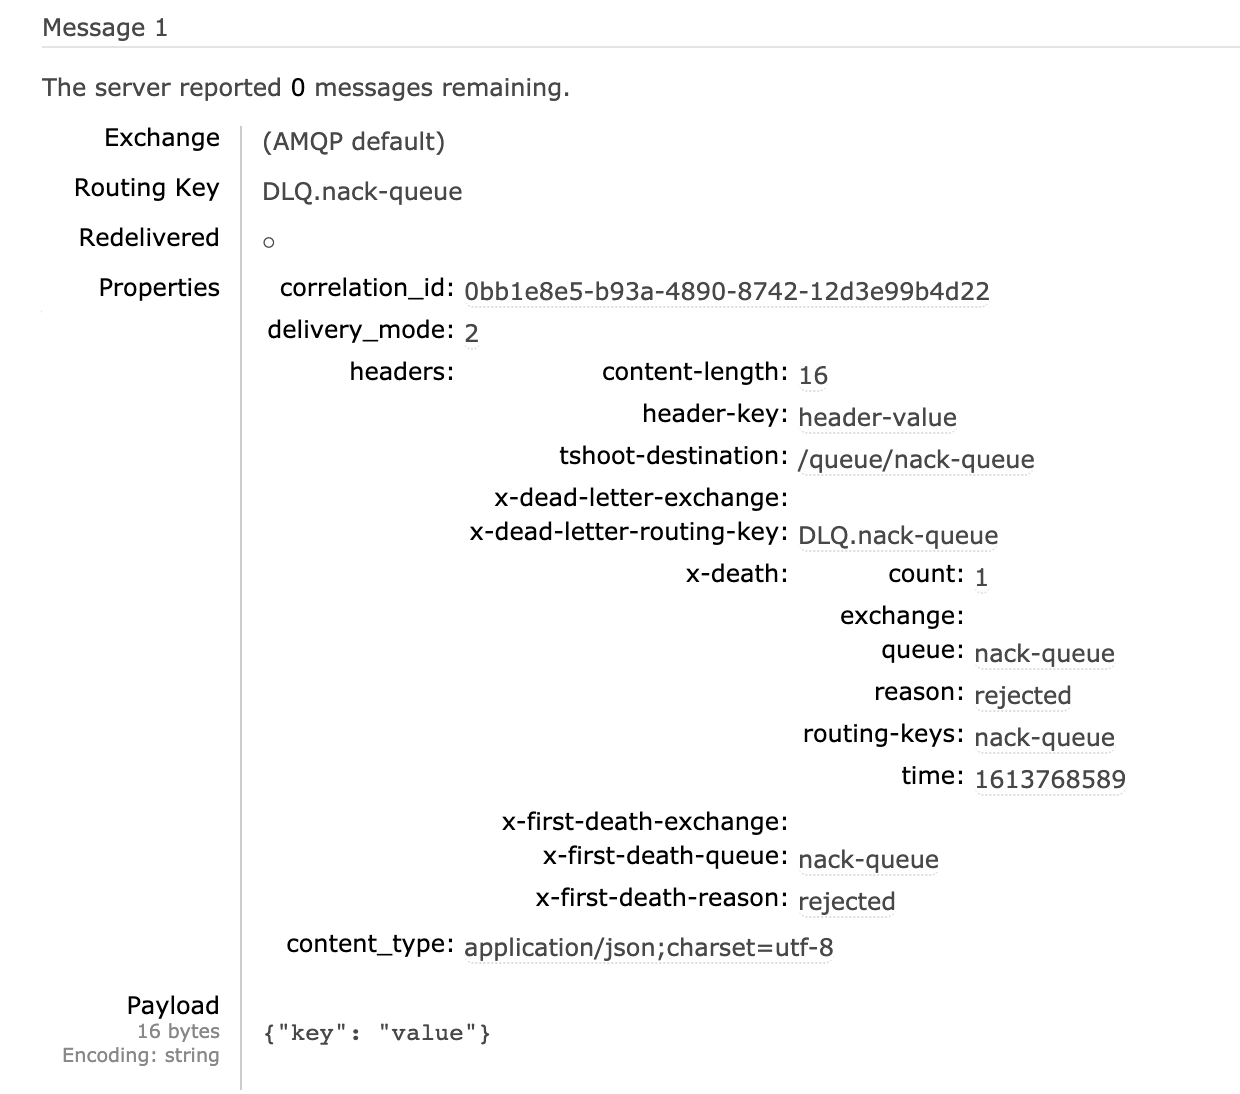 Message 1
The server reported 0 messages remaining.
Exchange (AMQP default)
Routing Key DLQ.nack-queue
Redelivered ○
Properties correlation_id: 0bb1e8e5-b93a-4890-8742-12d3e99b4d22
delivery_mode: 2
headers: content-length: 16
header-key: header-value
tshoot-destination: /queue/nack-queue
x-dead-letter-exchange:
x-dead-letter-routing-key: DLQ.nack-queue
x-death: count: 1
exchange:
queue: nack-queue
reason: rejected
routing-keys: nack-queue
time: 1613768589
x-first-death-exchange:
x-first-death-queue: nack-queue
x-first-death-reason: rejected
content_type: application/json;charset=utf-8
Payload
16 bytes {"key": "value"}
Encoding: string